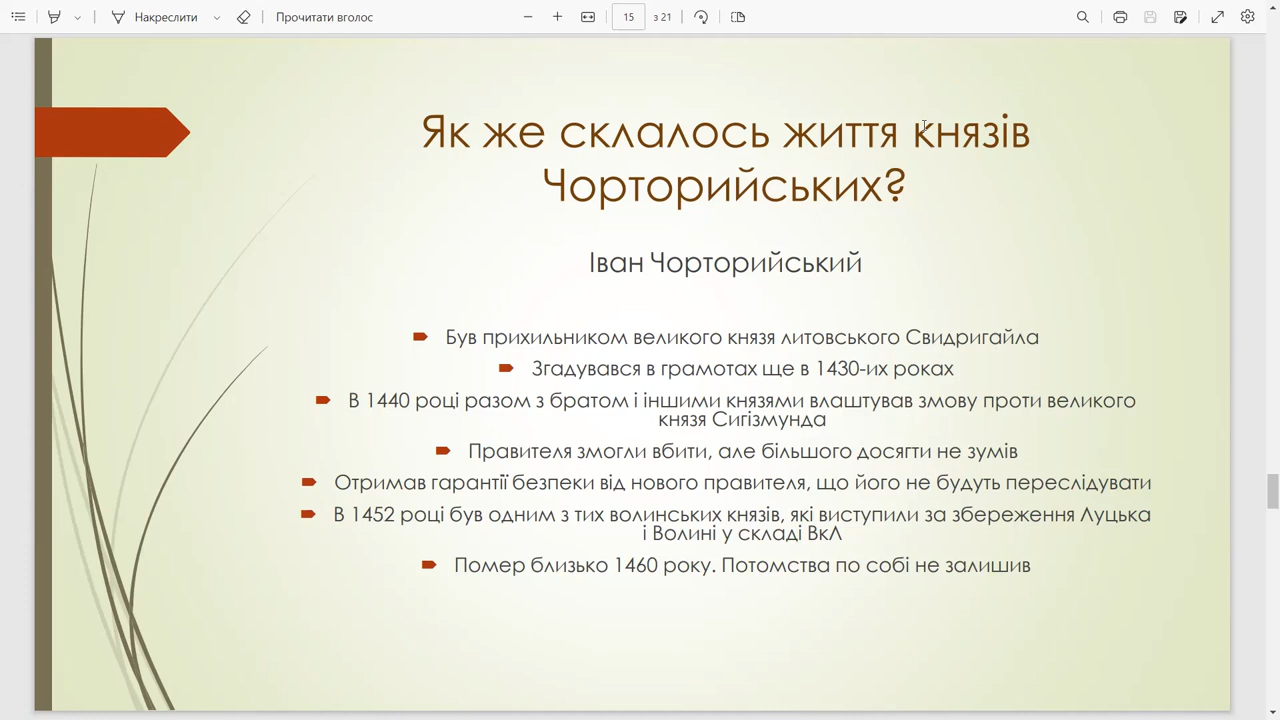 Накреслити
Прочитати вголос
15
з 21
Як же склалось життя князів
Чорторийських?
Іван Чорторийський
Був прихильником великого князя литовського Свидригайла
Згадувався в грамотах ще в 1430-их роках
В 1440 році разом з братом і іншими князями влаштував змову проти великого
князя Сигізмунда
Правителя змогли вбити, але більшого досягти не зумів
Отримав гарантії безпеки від нового правителя, що його не будуть переслідувати
В 1452 році був одним з тих волинських князів, які виступили за збереження Луцька
і Волині у складі ВкЛ
Помер близько 1460 року. Потомства по собі не залишив